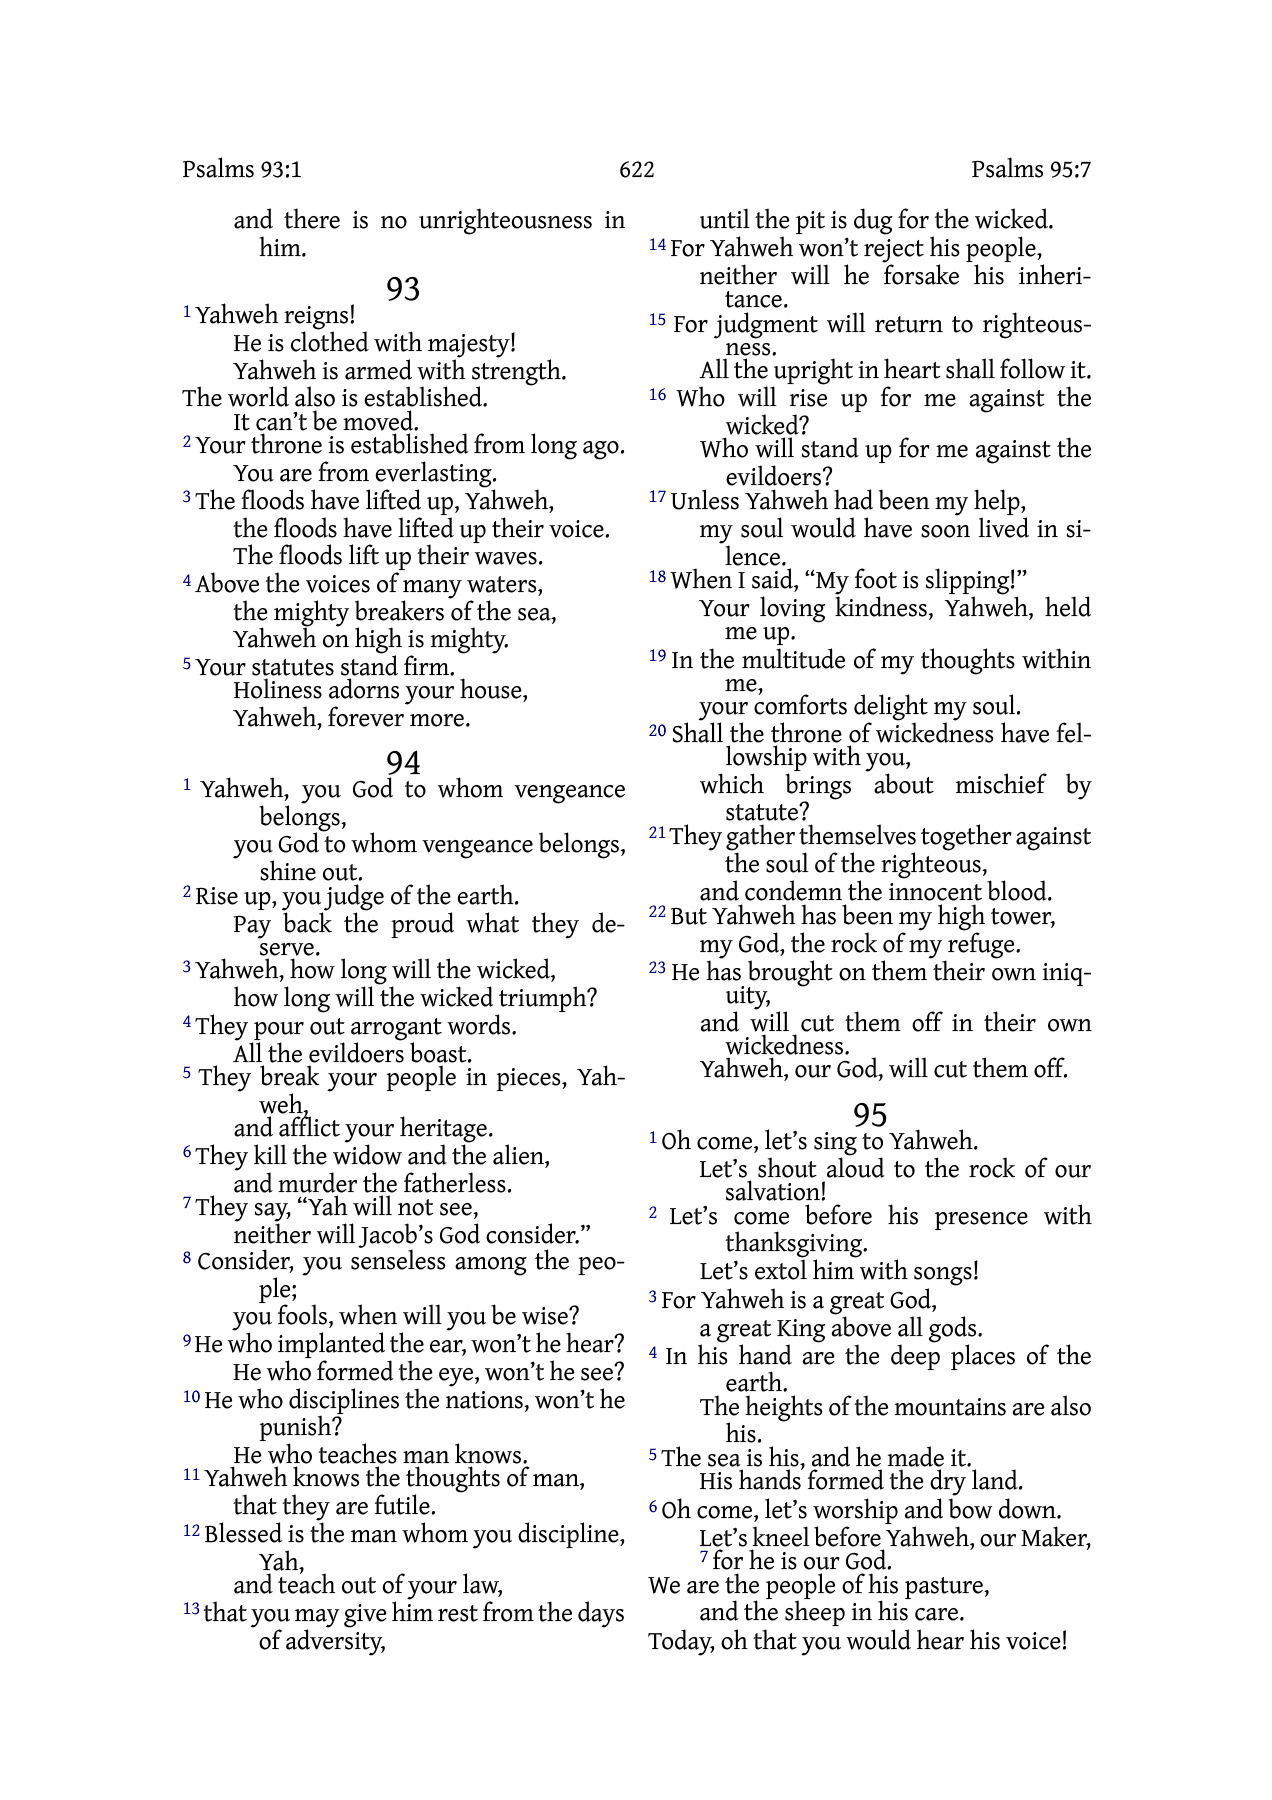 Psalms 93:1 622 Psalms 95:7
and there is no unrighteousness in
him.
93
1 Yahweh reigns!
He is clothed with majesty!
Yahweh is armed with strength.
The world also is established.
It can’t be moved.
2 Your throne is established from long ago.
You are from everlasting.
3 The floods have lifted up, Yahweh,
the floods have lifted up their voice.
The floods lift up their waves.
4 Above the voices of many waters,
the mighty breakers of the sea,
Yahweh on high is mighty.
5 Your statutes stand firm.
Holiness adorns your house,
Yahweh, forever more.
94
1 Yahweh, you God to whom vengeance
belongs,
you God to whom vengeance belongs,
shine out.
2 Rise up, you judge of the earth.
Pay back the proud what they de-
serve.
3 Yahweh, how long will the wicked,
how long will the wicked triumph?
4 They pour out arrogant words.
All the evildoers boast.
5 They break your people in pieces, Yah-
weh,
and afflict your heritage.
6 They kill the widow and the alien,
and murder the fatherless.
7 They say, “Yah will not see,
neither will Jacob’s God consider.”
8 Consider, you senseless among the peo-
ple;
you fools, when will you be wise?
9 He who implanted the ear, won’t he hear?
He who formed the eye, won’t he see?
10 He who disciplines the nations, won’t he
punish?
He who teaches man knows.
11 Yahweh knows the thoughts of man,
that they are futile.
12 Blessed is the man whom you discipline,
Yah,
and teach out of your law,
13 that you may give him rest from the days
of adversity,
until the pit is dug for the wicked.
14 For Yahweh won’t reject his people,
neither will he forsake his inheri-
tance.
15 For judgment will return to righteous-
ness.
All the upright in heart shall follow it.
16 Who will rise up for me against the
wicked?
Who will stand up for me against the
evildoers?
17 Unless Yahweh had been my help,
my soul would have soon lived in si-
lence.
18 When I said, “My foot is slipping!”
Your loving kindness, Yahweh, held
me up.
19 In the multitude of my thoughts within
me,
your comforts delight my soul.
20 Shall the throne of wickedness have fel-
lowship with you,
which brings about mischief by
statute?
21 They gather themselves together against
the soul of the righteous,
and condemn the innocent blood.
22 But Yahweh has been my high tower,
my God, the rock of my refuge.
23 He has brought on them their own iniq-
uity,
and will cut them off in their own
wickedness.
Yahweh, our God, will cut them off.
95
1 Oh come, let’s sing to Yahweh.
Let’s shout aloud to the rock of our
salvation!
2 Let’s come before his presence with
thanksgiving.
Let’s extol him with songs!
3 For Yahweh is a great God,
a great King above all gods.
4 In his hand are the deep places of the
earth.
The heights of the mountains are also
his.
5 The sea is his, and he made it.
His hands formed the dry land.
6 Oh come, let’s worship and bow down.
Let’s kneel before Yahweh, our Maker,
7 for he is our God.
We are the people of his pasture,
and the sheep in his care.
Today, oh that you would hear his voice!